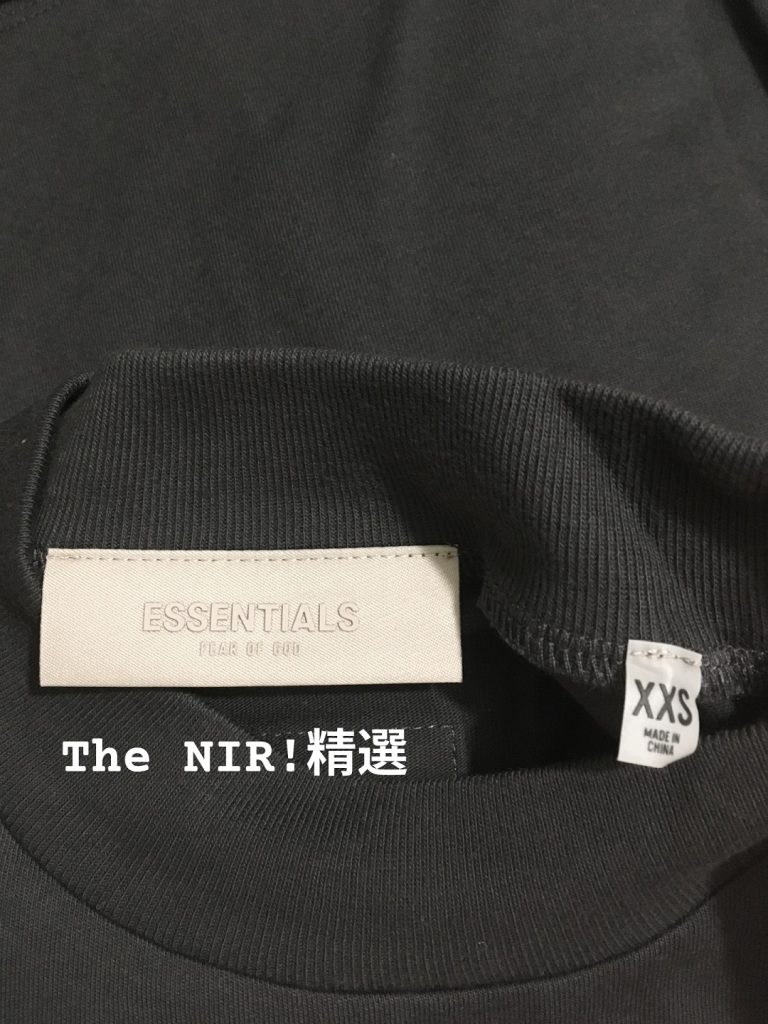 ESSENTIALS
FEAR OF GOD
XXS
MADE IN
CHINA
The NIR!精選